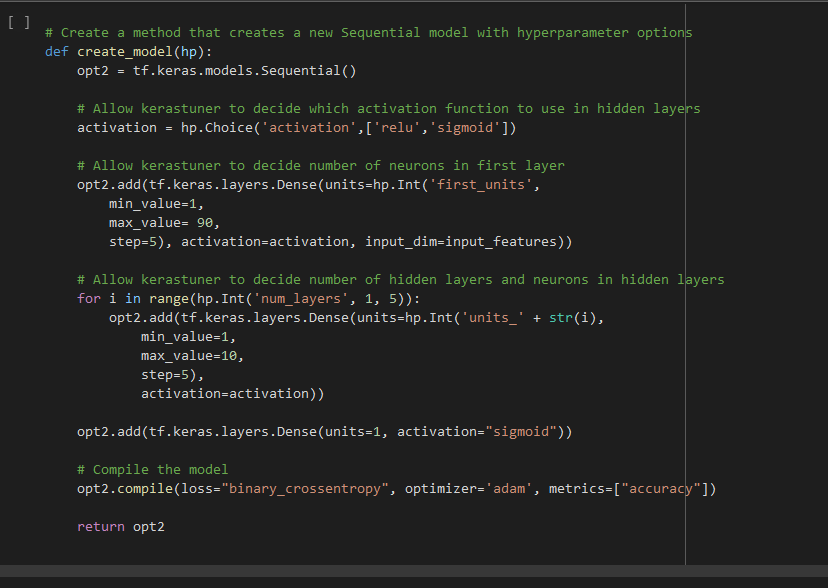 [ ]
# Create a method that creates a new Sequential model with hyperparameter options
def create_model(hp):
    opt2 = tf.keras.models.Sequential()

    # Allow kerastuner to decide which activation function to use in hidden layers
    activation = hp.Choice('activation',['relu','sigmoid'])

    # Allow kerastuner to decide number of neurons in first layer
    opt2.add(tf.keras.layers.Dense(units=hp.Int('first_units',
        min_value=1,
        max_value= 90,
        step=5), activation=activation, input_dim=input_features))

    # Allow kerastuner to decide number of hidden layers and neurons in hidden layers
    for i in range(hp.Int('num_layers', 1, 5)):
        opt2.add(tf.keras.layers.Dense(units=hp.Int('units_' + str(i),
            min_value=1,
            max_value=10,
            step=5),
            activation=activation))

    opt2.add(tf.keras.layers.Dense(units=1, activation="sigmoid"))

    # Compile the model
    opt2.compile(loss="binary_crossentropy", optimizer='adam', metrics=["accuracy"])

    return opt2